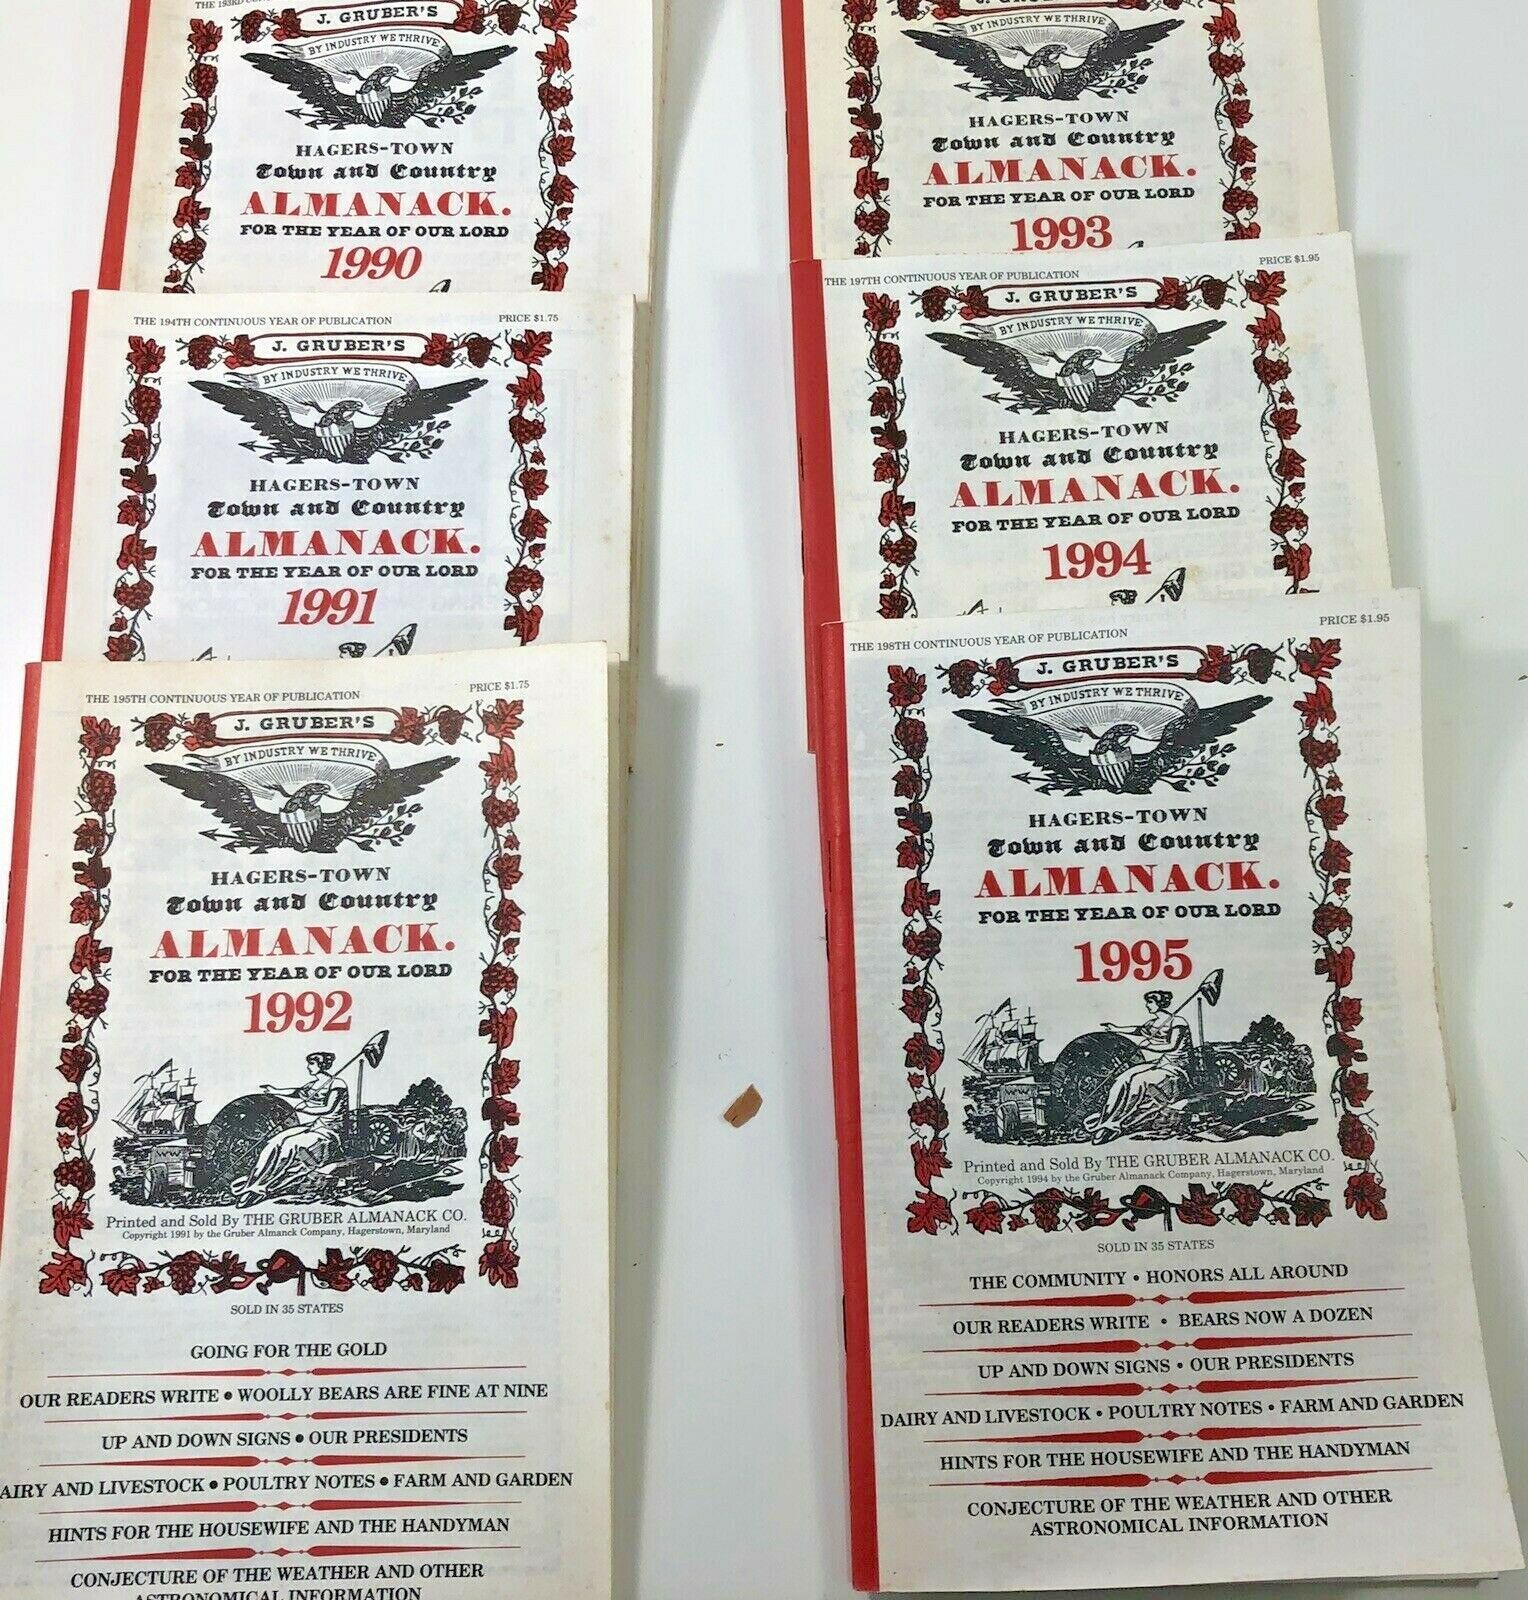 THE 193RD
J. GRUBER'S
BY INDUSTRY WE THRIVE
HAGERS-TOWN
Town and Country
ALMANACK.
FOR THE YEAR OF OUR LORD
1990
THE 194TH CONTINUOUS YEAR OF PUBLICATION PRICE $1.75
J. GRUBER'S
BY INDUSTRY WE THRIVE
HAGERS-TOWN
Town and Country
ALMANACK.
FOR THE YEAR OF OUR LORD
1991
THE 195TH CONTINUOUS YEAR OF PUBLICATION PRICE $1.75
J. GRUBER'S
BY INDUSTRY WE THRIVE
HAGERS-TOWN
Town and Country
ALMANACK.
FOR THE YEAR OF OUR LORD
1992
Printed and Sold By THE GRUBER ALMANACK CO.
Copyright 1991 by the Gruber Almanack Company, Hagerstown, Maryland
SOLD IN 35 STATES
GOING FOR THE GOLD
OUR READERS WRITE • WOOLLY BEARS ARE FINE AT NINE
UP AND DOWN SIGNS • OUR PRESIDENTS
AIRY AND LIVESTOCK • POULTRY NOTES • FARM AND GARDEN
HINTS FOR THE HOUSEWIFE AND THE HANDYMAN
CONJECTURE OF THE WEATHER AND OTHER
ASTRONOMICAL INFORMATION
J. GRUBER'S
BY INDUSTRY WE THRIVE
HAGERS-TOWN
Town and Country
ALMANACK.
FOR THE YEAR OF OUR LORD
1993
THE 197TH CONTINUOUS YEAR OF PUBLICATION PRICE $1.95
J. GRUBER'S
BY INDUSTRY WE THRIVE
HAGERS-TOWN
Town and Country
ALMANACK.
FOR THE YEAR OF OUR LORD
1994
THE 198TH CONTINUOUS YEAR OF PUBLICATION PRICE $1.95
J. GRUBER'S
BY INDUSTRY WE THRIVE
HAGERS-TOWN
Town and Country
ALMANACK.
FOR THE YEAR OF OUR LORD
1995
Printed and Sold By THE GRUBER ALMANACK CO.
Copyright 1994 by the Gruber Almanack Company, Hagerstown, Maryland
SOLD IN 35 STATES
THE COMMUNITY • HONORS ALL AROUND
OUR READERS WRITE • BEARS NOW A DOZEN
UP AND DOWN SIGNS • OUR PRESIDENTS
DAIRY AND LIVESTOCK • POULTRY NOTES • FARM AND GARDEN
HINTS FOR THE HOUSEWIFE AND THE HANDYMAN
CONJECTURE OF THE WEATHER AND OTHER
ASTRONOMICAL INFORMATION